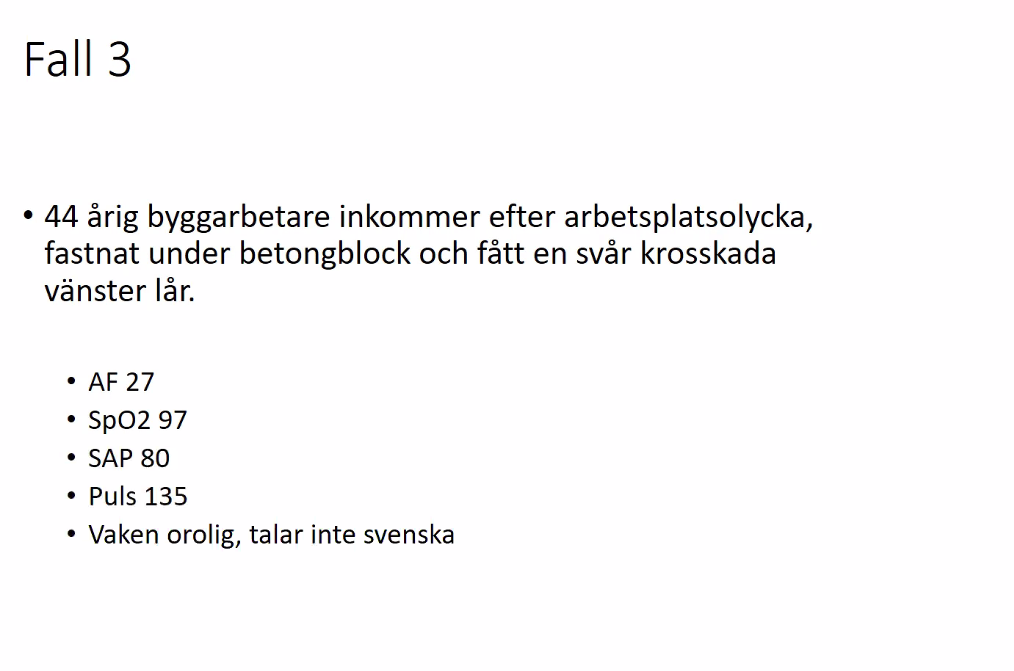 Fall 3
• 44 årig byggarbetare inkommer efter arbetsplatsolycka,
fastnat under betongblock och fått en svår krosskada
vänster lår.
• AF 27
• SpO2 97
• SAP 80
• Puls 135
• Vaken orolig, talar inte svenska